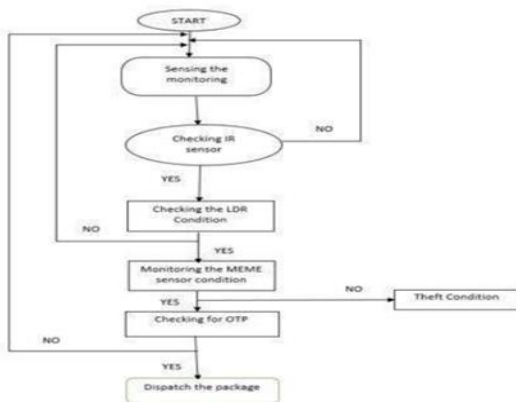 START
Sensing the
monitoring
Checking IR
sensor
NO
YES
Checking the LDR
Condition
NO
YES
Monitoring the MEME
sensor condition
NO
YES
Theft Condition
Checking for OTP
NO
YES
Dispatch the package